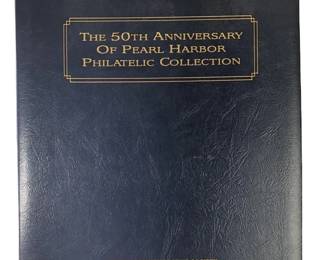 The 50th Anniversary
Of Pearl Harbor
Philatelic Collection